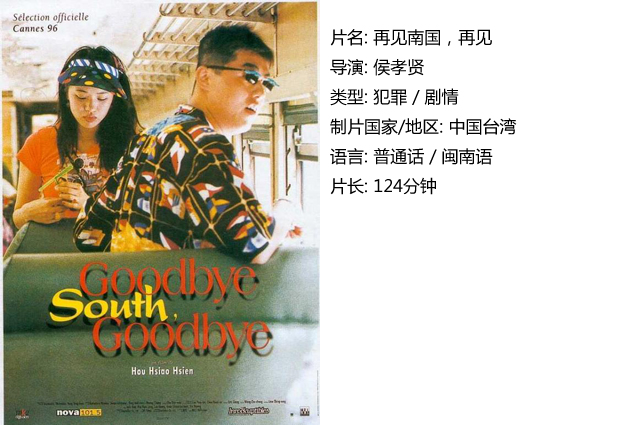 Sélection officielle
Cannes 96
Goodbye
South,
Goodbye
Hou Hsiao Hsien
nova 101.5
片名: 再见南国，再见
导演: 侯孝贤
类型: 犯罪 / 剧情
制片国家/地区: 中国台湾
语言: 普通话 / 闽南语
片长: 124分钟